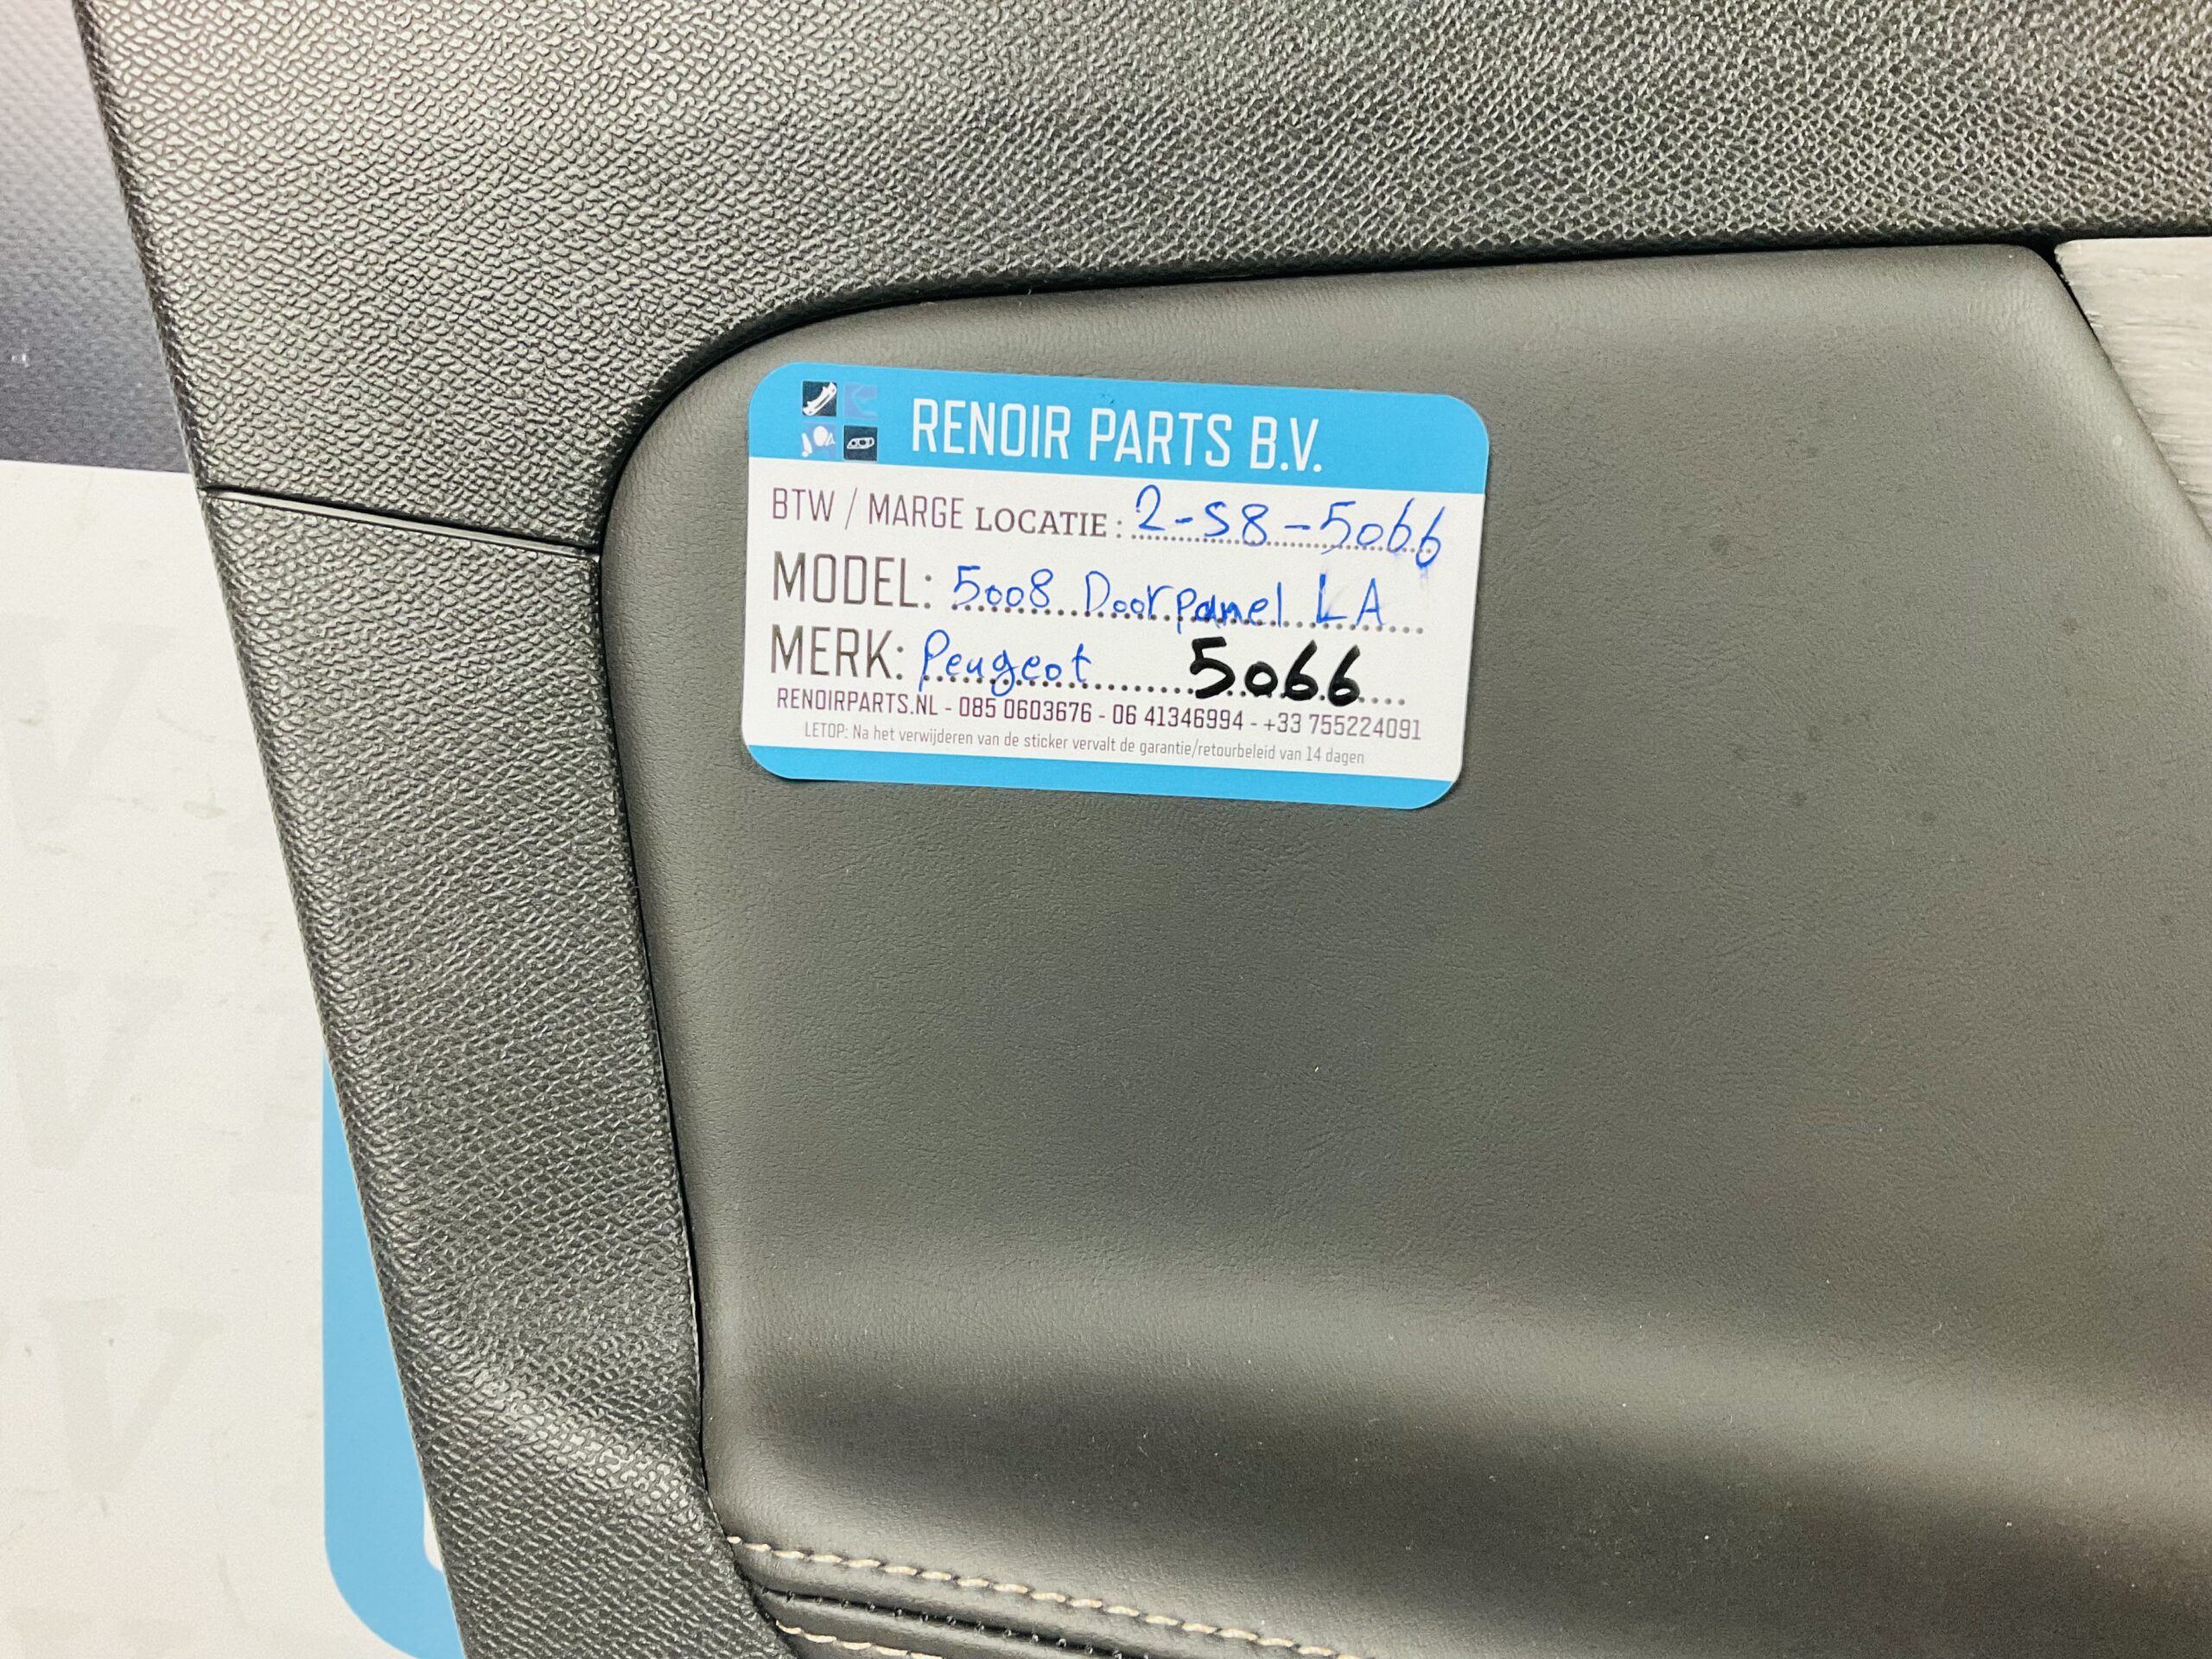 RENOIR PARTS B.V.
BTW / MARGE LOCATIE: 2-S8-5066
MODEL: 5008 Doorpanel LA
MERK: Peugeot 5066
RENOIRPARTS.NL - 085 0603676 - 06 41346994 - +33 755224091
LETOP: Na het verwijderen van de sticker vervalt de garantie/retourbeleid van 14 dagen